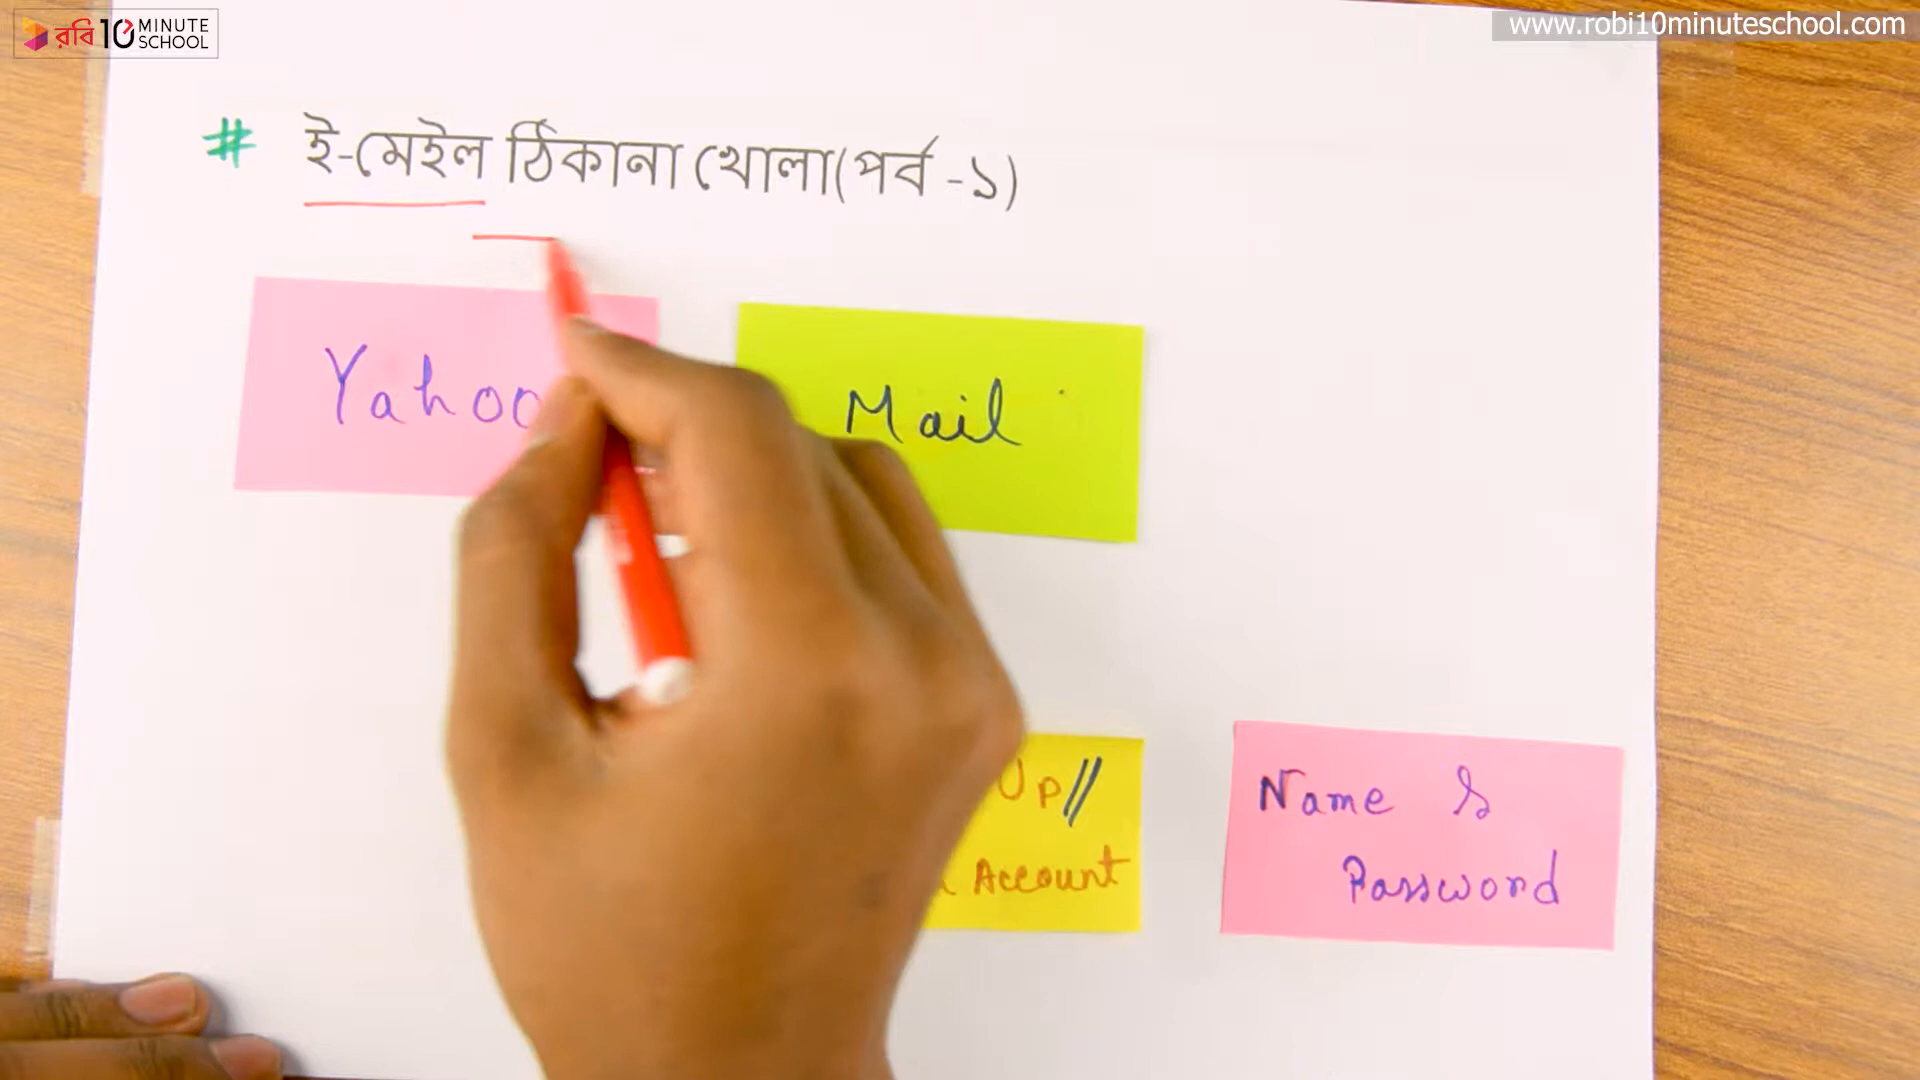 রবি 10 MINUTE SCHOOL
www.robi10minuteschool.com
# ই-মেইল ঠিকানা খোলা(পর্ব -১)
Yahoo
Mail
Up//
Account
Name &
Password